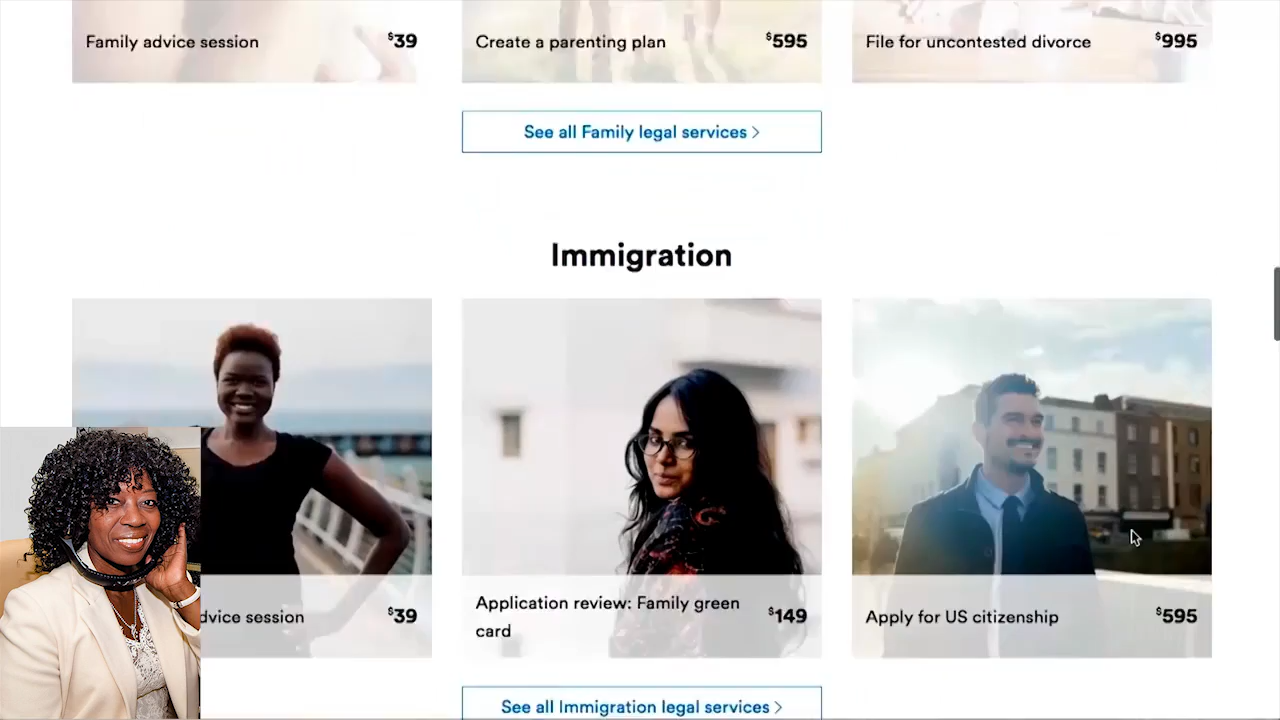 Family advice session $39
Create a parenting plan $595
File for uncontested divorce $995
See all Family legal services >
Immigration
dvice session $39
Application review: Family green
card $149
Apply for US citizenship $595
See all Immigration legal services >